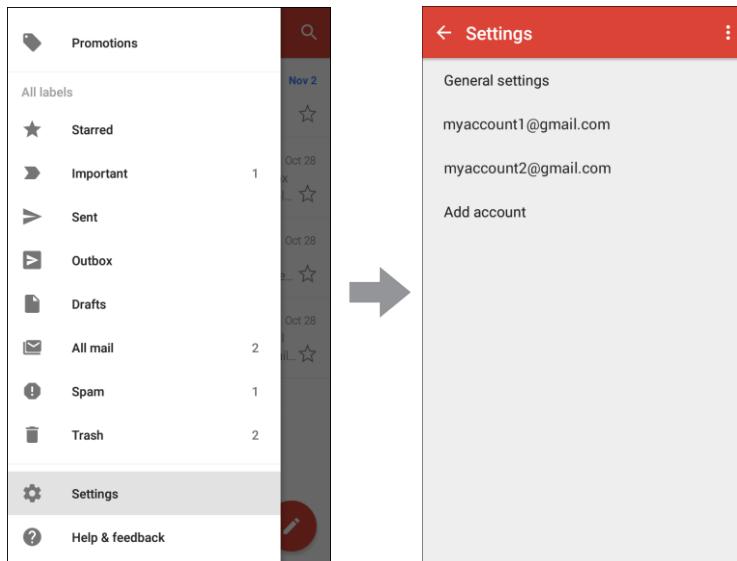 Promotions
All labels
Starred
Important 1
Sent
Outbox
Drafts
All mail 2
Spam 1
Trash 2
Settings
Help & feedback
Nov 2
Oct 28
Oct 28
Oct 28
Settings
General settings
myaccount1@gmail.com
myaccount2@gmail.com
Add account